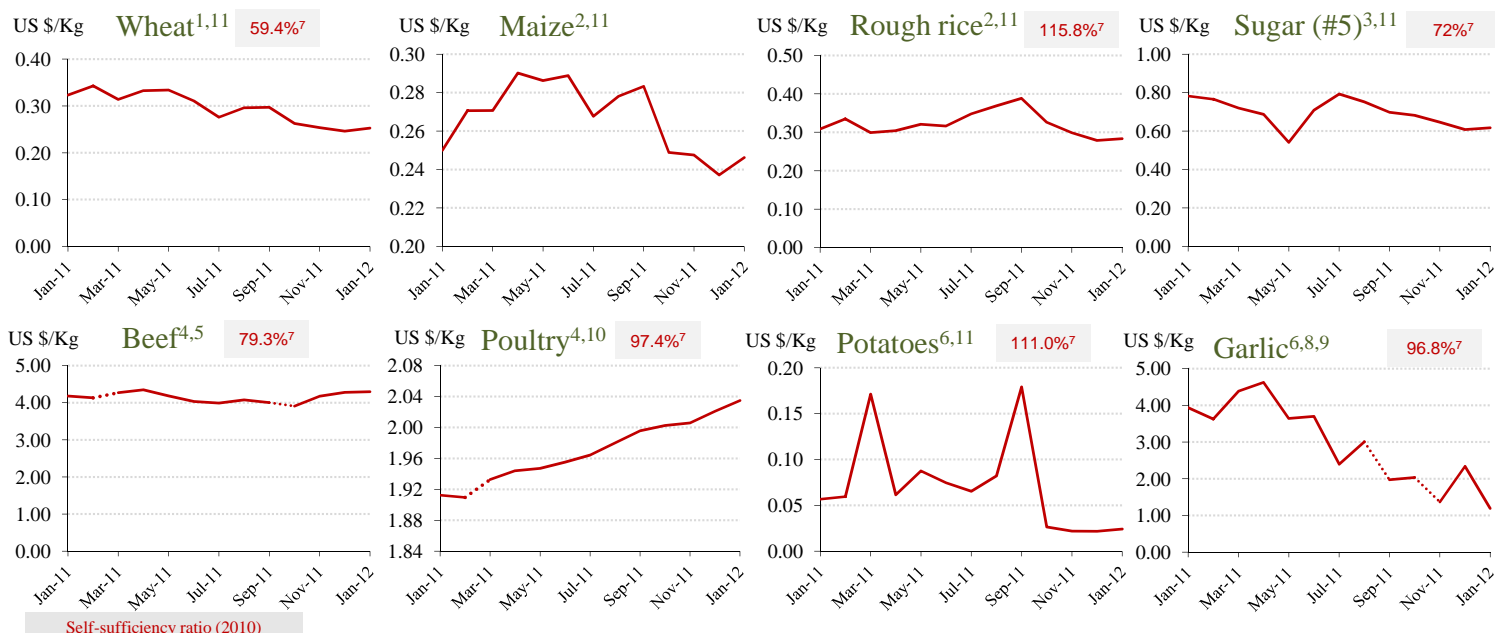 US $/Kg Wheat1,11 59.4%7
0.40
0.30
0.20
0.10
0.00
Jan-11 Mar-11 May-11 Jul-11 Sep-11 Nov-11 Jan-12
US $/Kg Maize2,11
0.30
0.28
0.26
0.24
0.22
0.20
Jan-11 Mar-11 May-11 Jul-11 Sep-11 Nov-11 Jan-12
US $/Kg Rough rice2,11 115.8%7
0.50
0.40
0.30
0.20
0.10
0.00
Jan-11 Mar-11 May-11 Jul-11 Sep-11 Nov-11 Jan-12
US $/Kg Sugar (#5)3,11 72%7
1.00
0.80
0.60
0.40
0.20
0.00
Jan-11 Mar-11 May-11 Jul-11 Sep-11 Nov-11 Jan-12
US $/Kg Beef4,5 79.3%7
5.00
4.00
3.00
2.00
1.00
0.00
Jan-11 Mar-11 May-11 Jul-11 Sep-11 Nov-11 Jan-12
US $/Kg Poultry4,10 97.4%7
2.08
2.04
2.00
1.96
1.92
1.88
1.84
Jan-11 Mar-11 May-11 Jul-11 Sep-11 Nov-11 Jan-12
US $/Kg Potatoes6,11 111.0%7
0.20
0.15
0.10
0.05
0.00
Jan-11 Mar-11 May-11 Jul-11 Sep-11 Nov-11 Jan-12
US $/Kg Garlic6,8,9 96.8%7
5.00
4.00
3.00
2.00
1.00
0.00
Jan-11 Mar-11 May-11 Jul-11 Sep-11 Nov-11 Jan-12
Self-sufficiency ratio (2010)